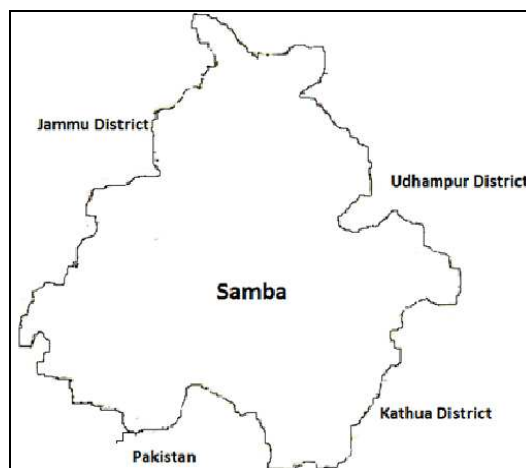 Jammu District
Udhampur District
Samba
Kathua District
Pakistan